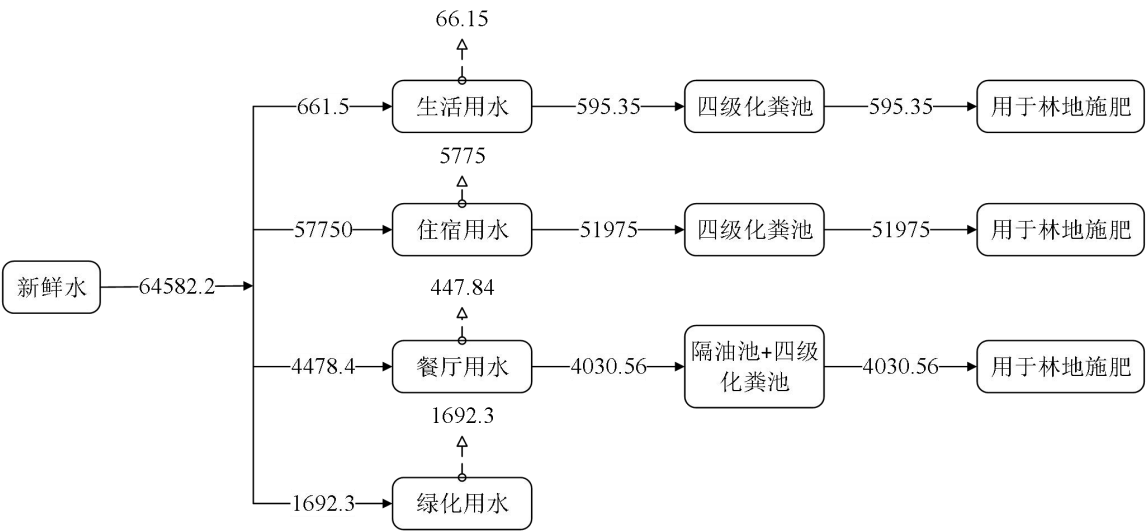 66.15
661.5
生活用水
595.35
四级化粪池
595.35
用于林地施肥
5775
57750
住宿用水
51975
四级化粪池
51975
用于林地施肥
新鲜水
64582.2
447.84
4478.4
餐厅用水
4030.56
隔油池+四级
化粪池
4030.56
用于林地施肥
1692.3
1692.3
绿化用水